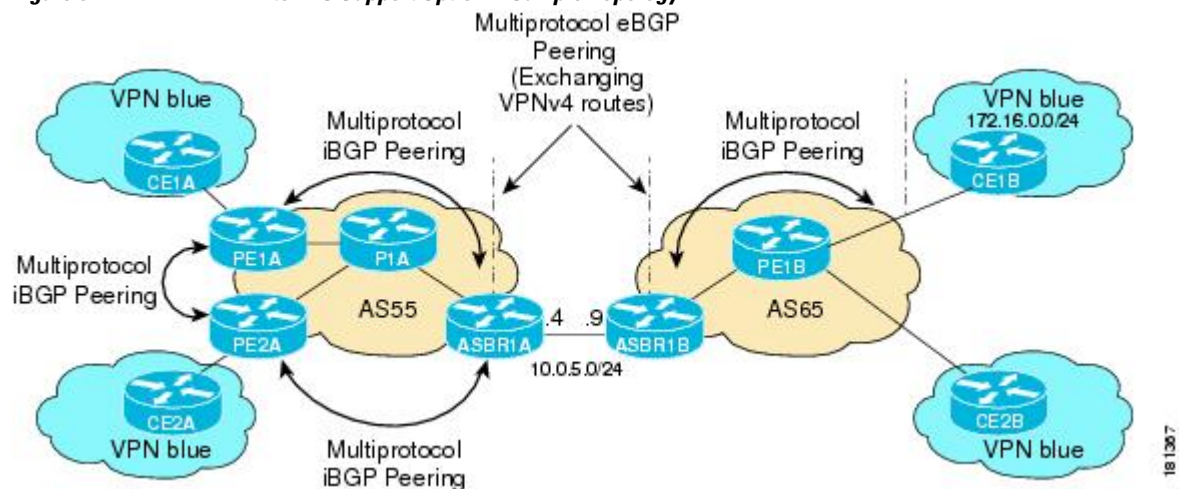 Multiprotocol eBGP
Peering
(Exchanging
VPNv4 routes)
VPN blue
Multiprotocol
iBGP Peering
Multiprotocol
iBGP Peering
VPN blue
172.16.0.0/24
CE1A
CE1B
PE1A
P1A
PE1B
Multiprotocol
iBGP Peering
AS55
AS65
PE2A
ASBR1A
.4
.9
ASBR1B
10.0.5.0/24
CE2A
CE2B
VPN blue
Multiprotocol
iBGP Peering
VPN blue
181367